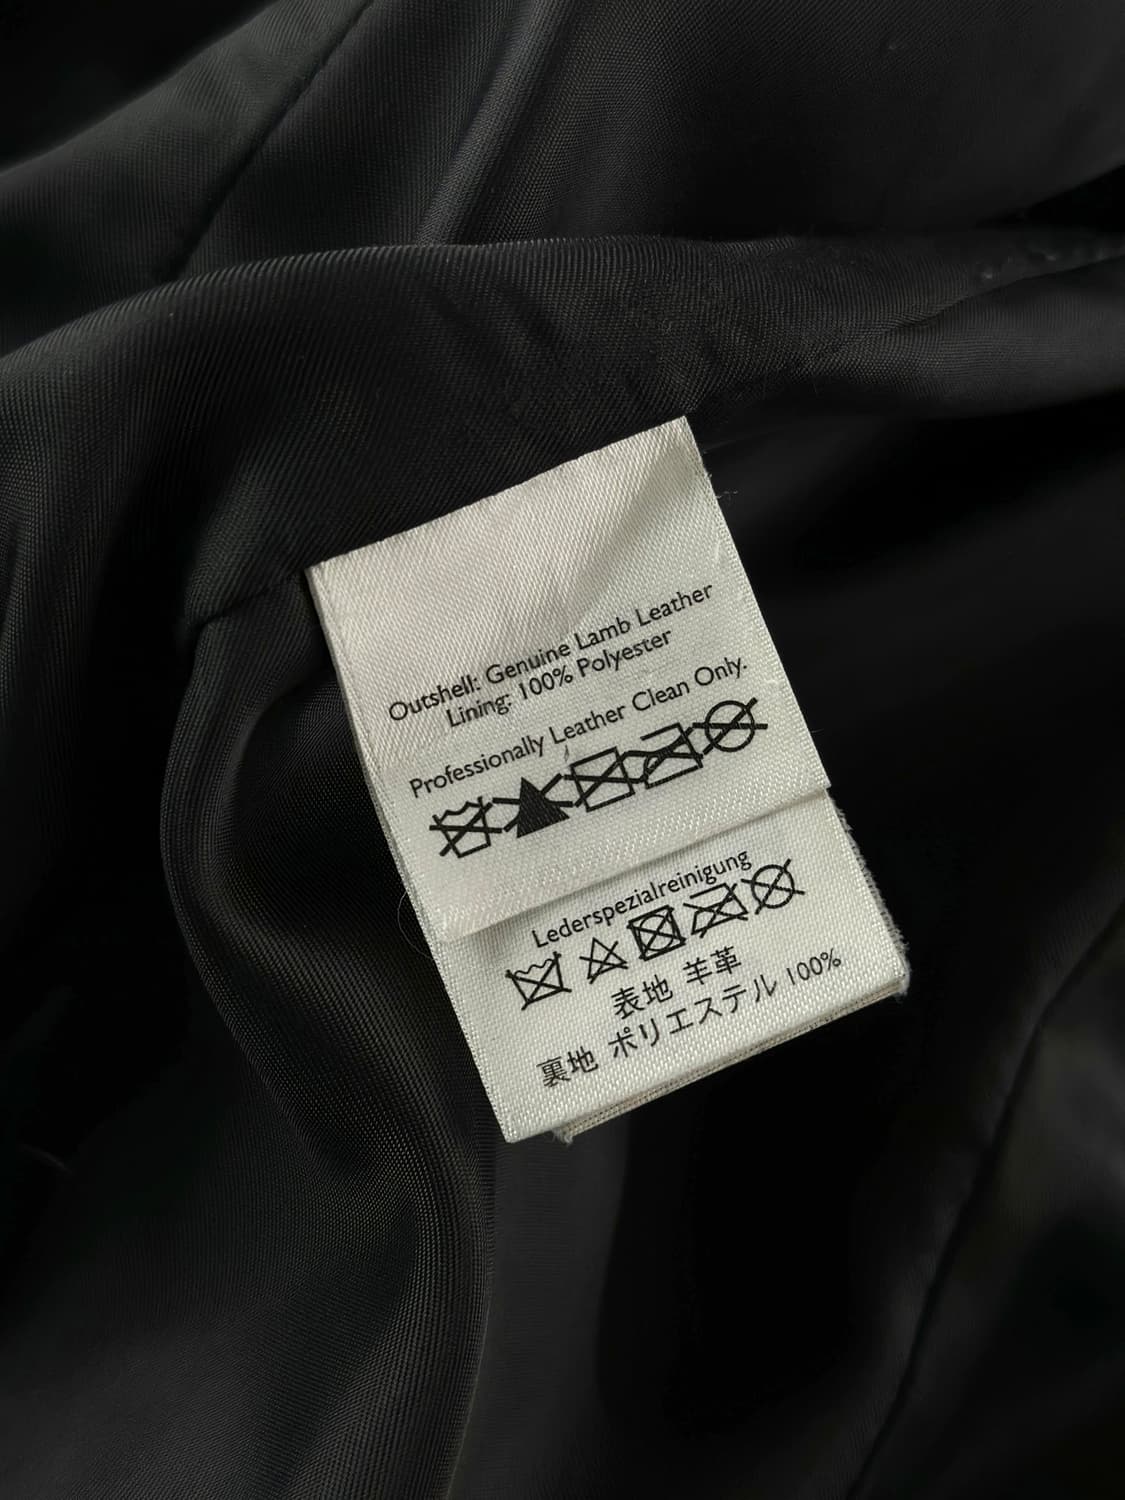 Outshell: Genuine Lamb Leather
Lining: 100% Polyester
Professionally Leather Clean Only.
Lederspezialreinigung
表地 羊革
裏地 ポリエステル 100%